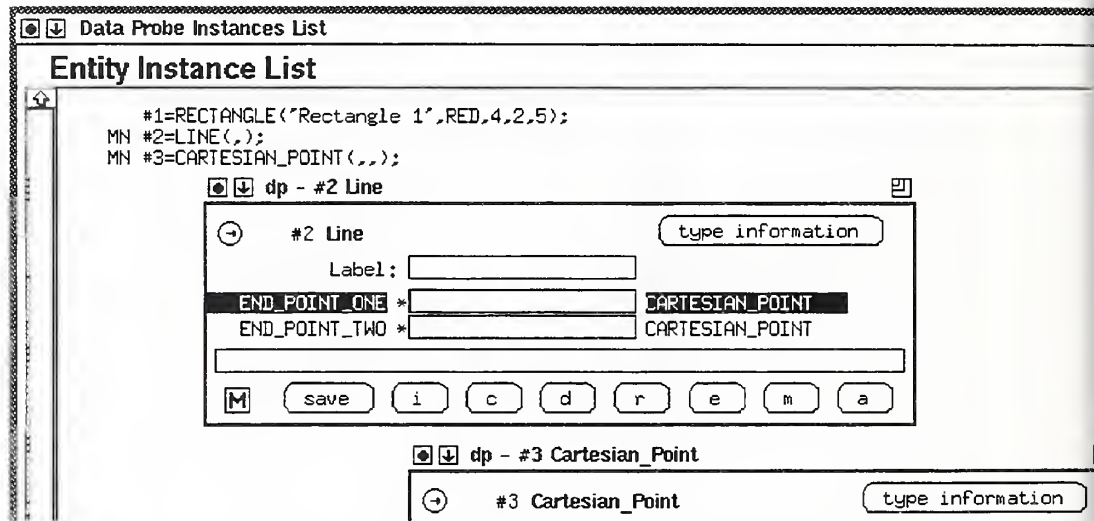 Data Probe Instances List
Entity Instance List
#1=RECTANGLE('Rectangle 1',RED,4,2,5);
MN #2=LINE(,);
MN #3=CARTESIAN_POINT(,,);
dp - #2 Line
#2 Line type information
Label:
END_POINT_ONE * CARTESIAN_POINT
END_POINT_TWO * CARTESIAN_POINT
M save i c d r e m a
dp - #3 Cartesian_Point
#3 Cartesian_Point type information